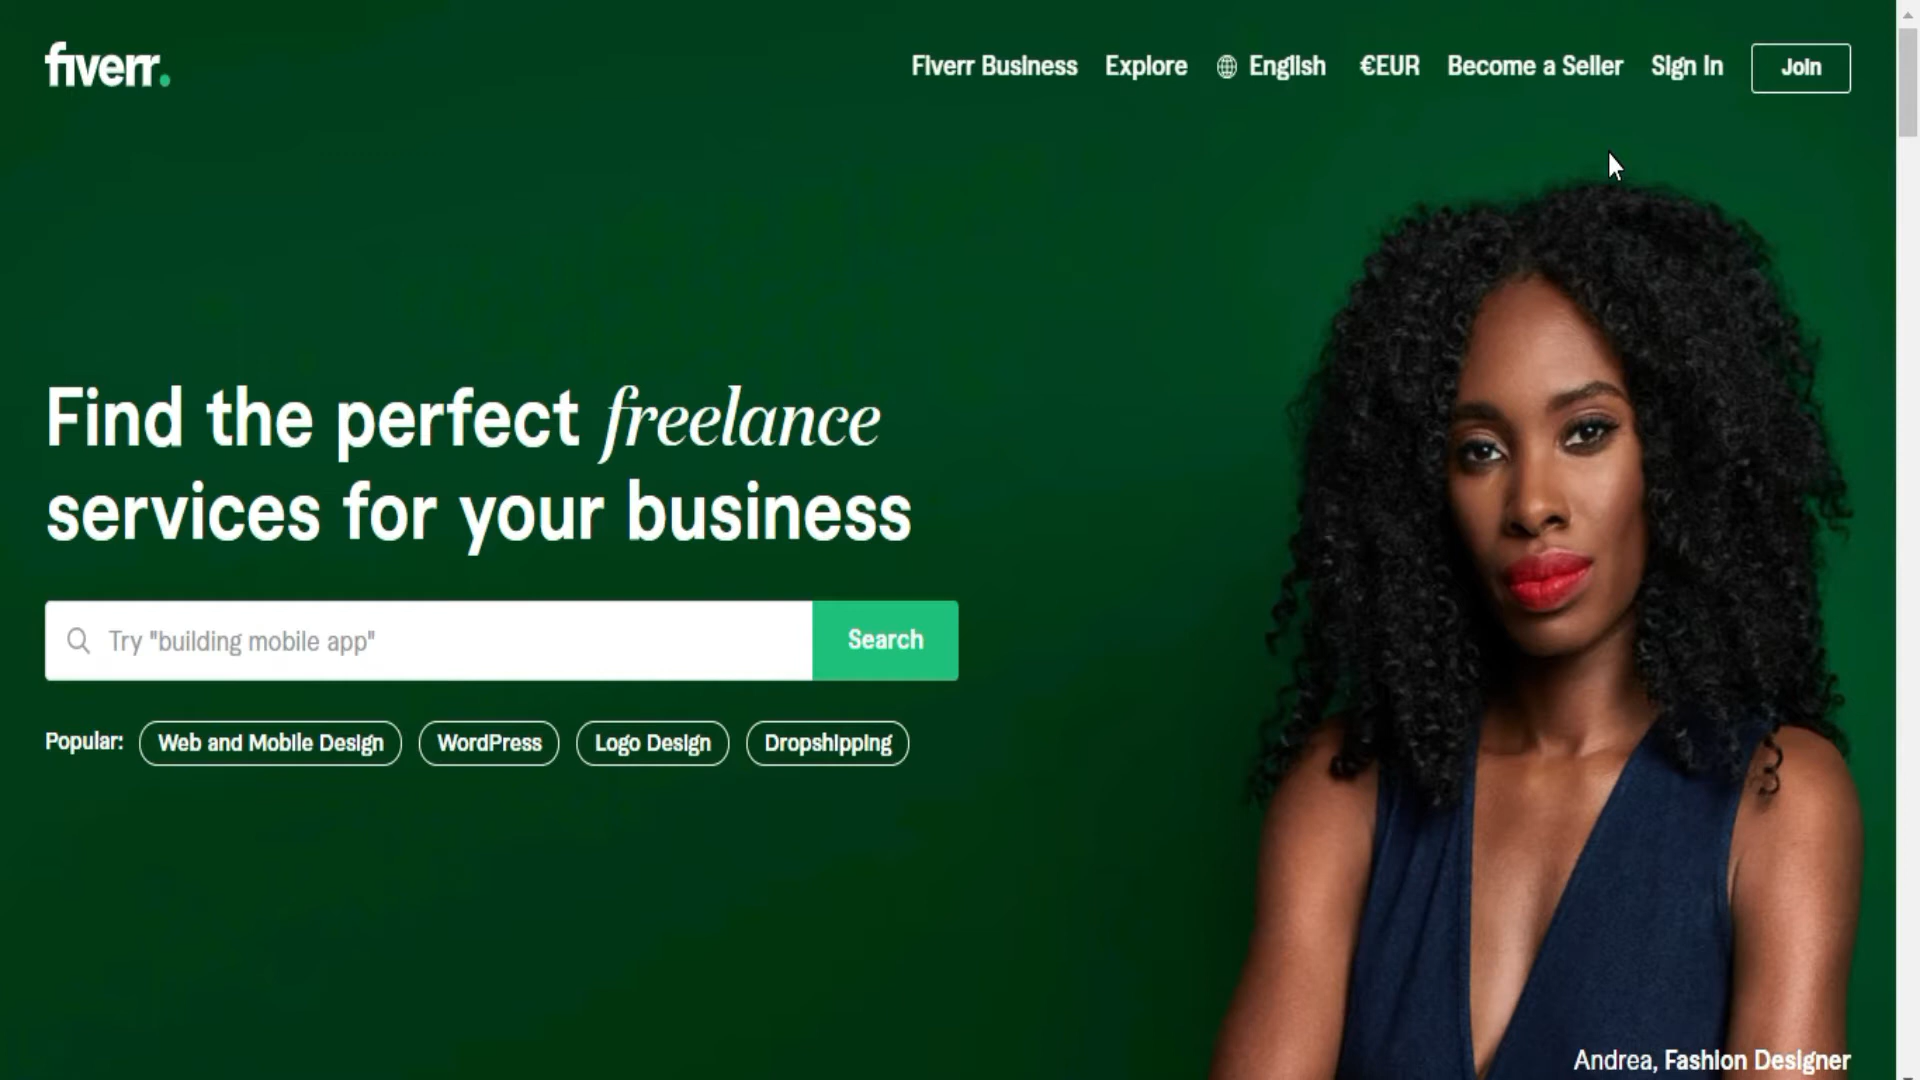 fiverr.
Fiverr Business Explore English €EUR Become a Seller Sign In Join
Find the perfect freelance
services for your business
Try "building mobile app" Search
Popular: Web and Mobile Design WordPress Logo Design Dropshipping
Andrea, Fashion Designer